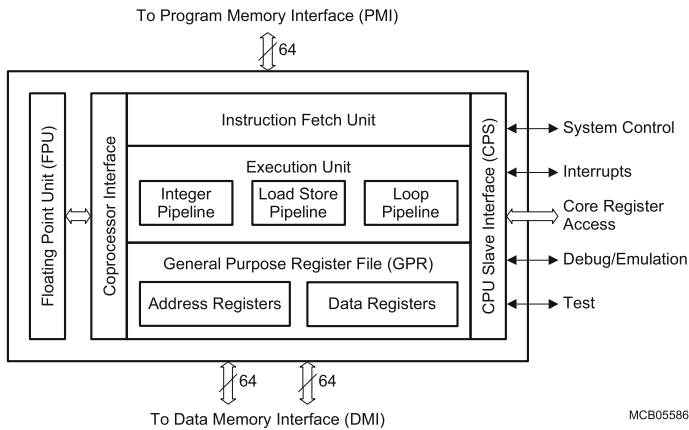 To Program Memory Interface (PMI)
64
Floating Point Unit (FPU)
Coprocessor Interface
Instruction Fetch Unit
Execution Unit
Integer
Pipeline
Load Store
Pipeline
Loop
Pipeline
General Purpose Register File (GPR)
Address Registers
Data Registers
CPU Slave Interface (CPS)
System Control
Interrupts
Core Register
Access
Debug/Emulation
Test
64
64
To Data Memory Interface (DMI)
MCB05586